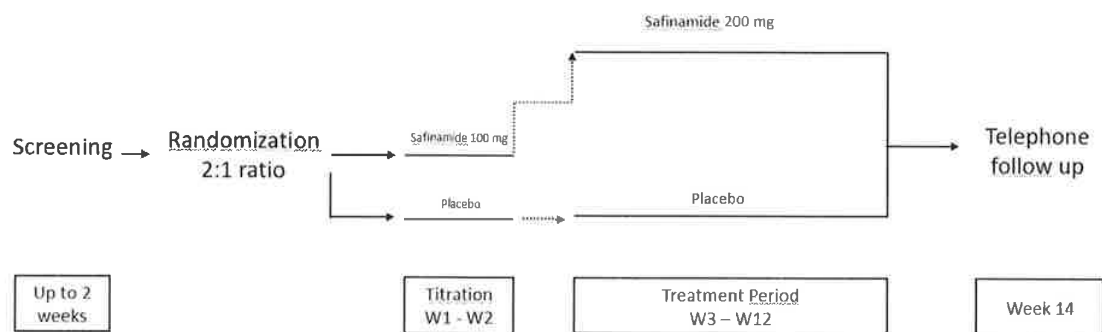 Safinamide 200 mg
Safinamide 100 mg
Screening
Randomization
2:1 ratio
Telephone
follow up
Placebo
Placebo
Up to 2
weeks
Titration
W1 - W2
Treatment Period
W3 – W12
Week 14